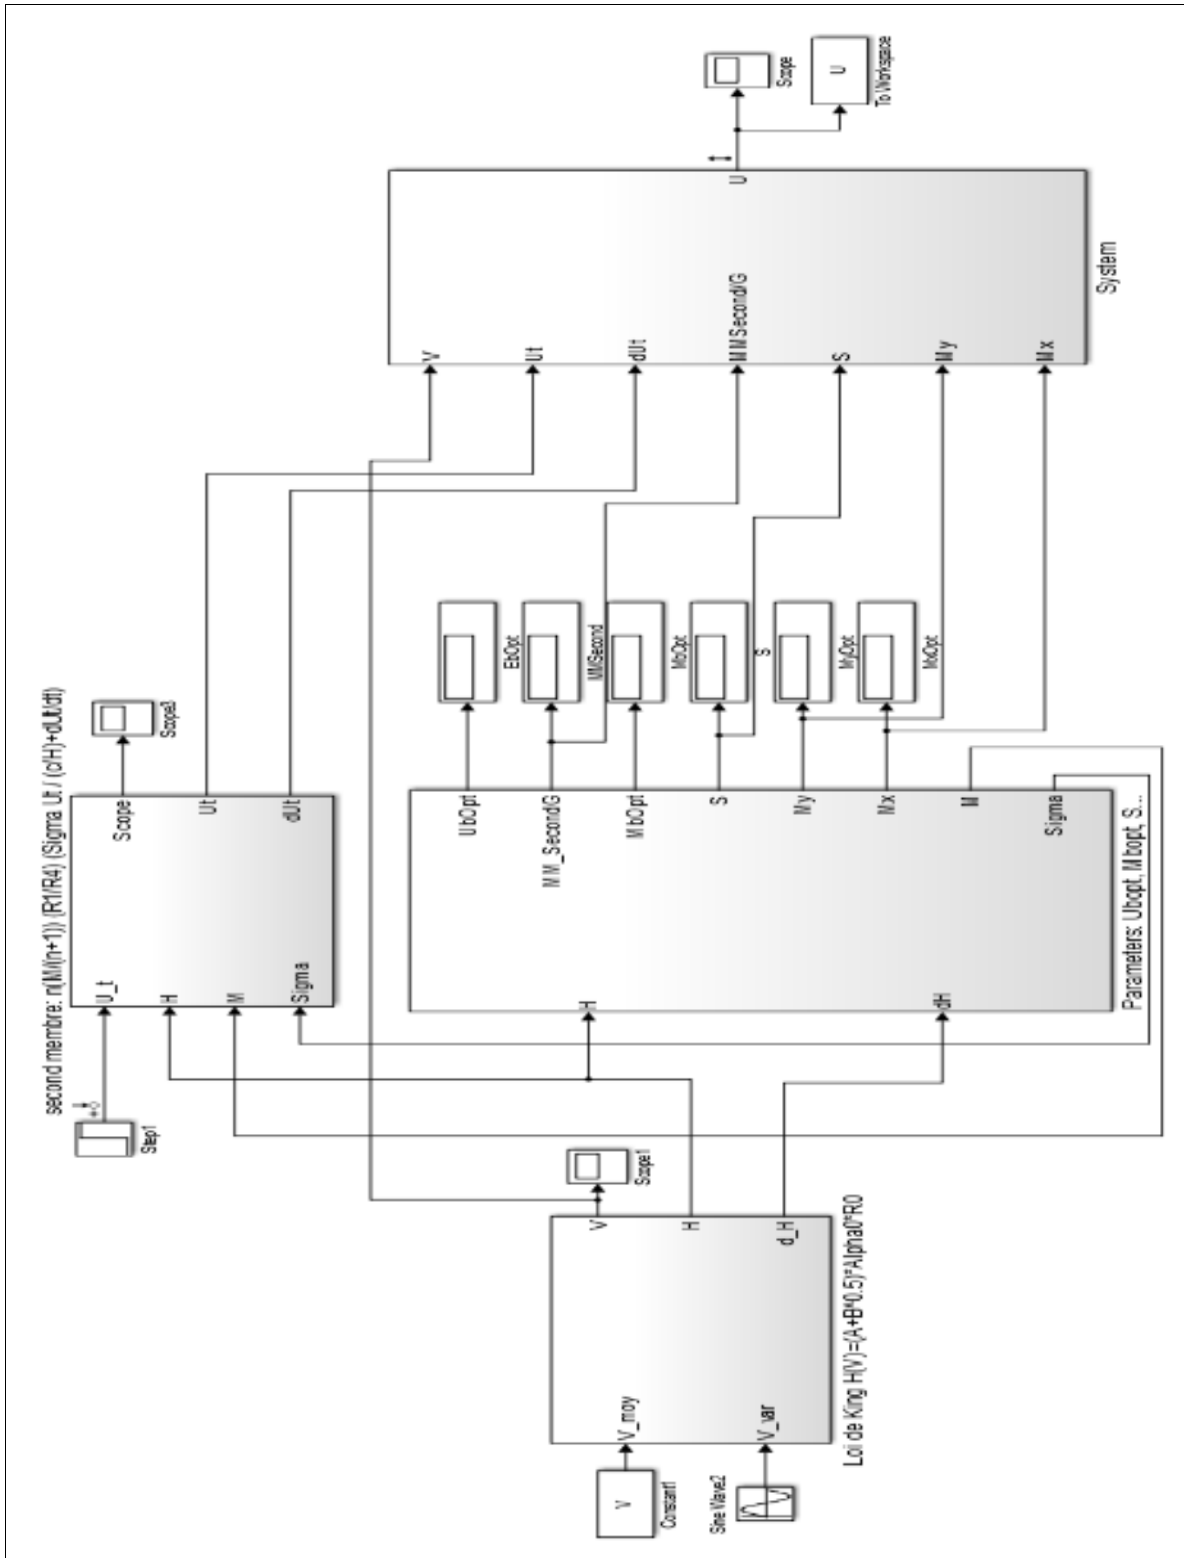 second membre: n(M/(n+1)) (R1/R4) (Sigma Ut / (c/H)+dUt/dt)
Step1
U_t
H
M
Sigma
Scope
Ut
dUt
Scope3
V
Constant1
Sine Wave2
V_moy
V_var
V
H
d_H
Scope1
Loi de King H(V)=(A+B*0.5)*Alpha0*R0
H
dH
UbOpt
MM_SecondG
MbOpt
S
My
Mx
M
Sigma
Parameters: Ubopt, Mbopt, S...
EbOpt
MMSecond
MbOpt
S
MyOpt
MxOpt
V
Ut
dUt
MMSecond/G
S
My
Mx
U
System
Scope
U
To Workspace